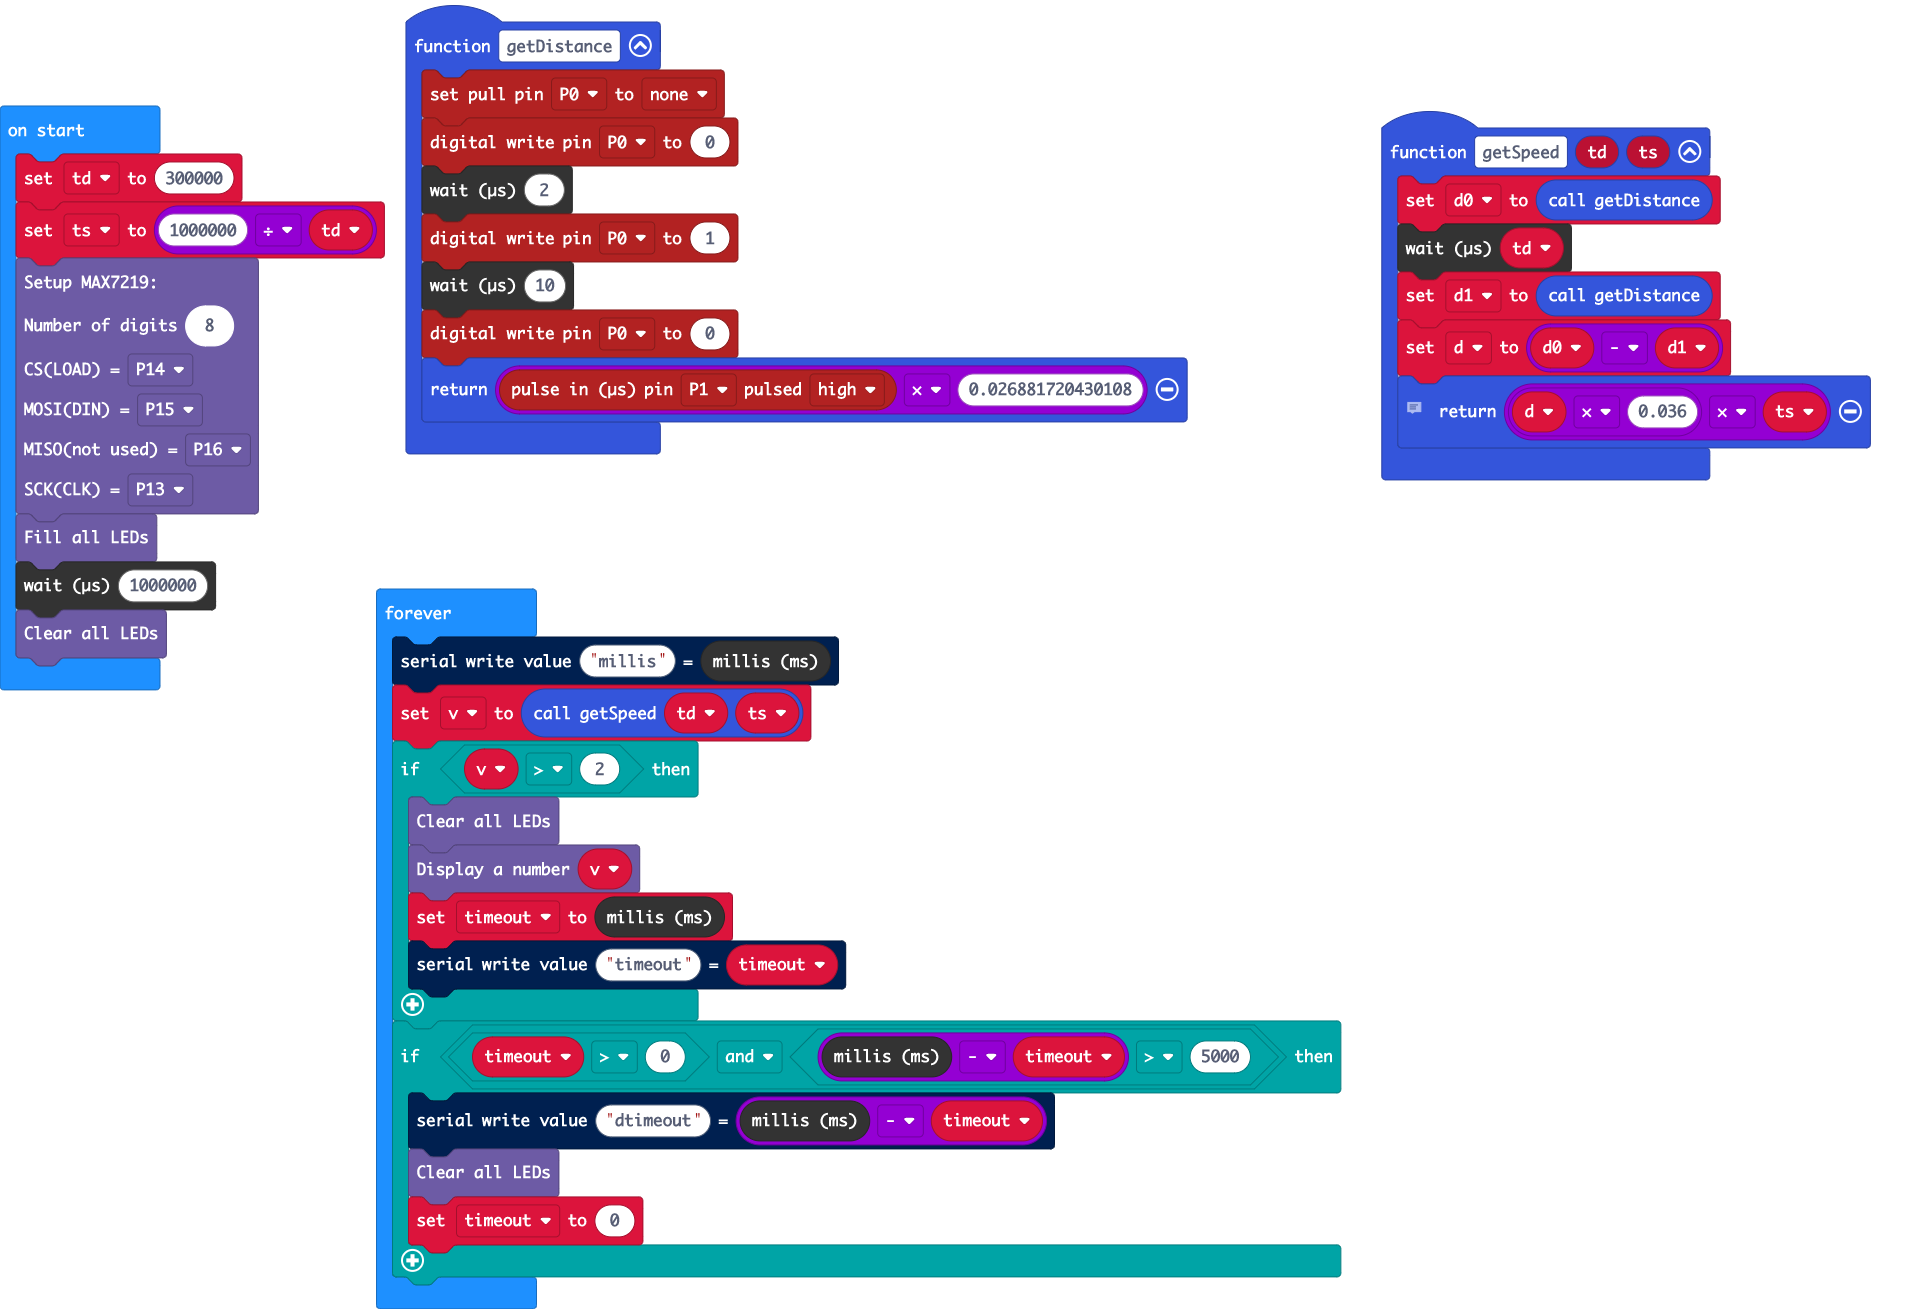 on start
set td to 300000
set ts to 1000000 ÷ td
Setup MAX7219:
Number of digits 8
CS(LOAD) = P14
MOSI(DIN) = P15
MISO(not used) = P16
SCK(CLK) = P13
Fill all LEDs
wait (µs) 1000000
Clear all LEDs
function getDistance
set pull pin P0 to none
digital write pin P0 to 0
wait (µs) 2
digital write pin P0 to 1
wait (µs) 10
digital write pin P0 to 0
return pulse in (µs) pin P1 pulsed high × 0.026881720430108
function getSpeed td ts
set d0 to call getDistance
wait (µs) td
set d1 to call getDistance
set d to d0 - d1
return d × 0.036 × ts
forever
serial write value "millis" = millis (ms)
set v to call getSpeed td ts
if v > 2 then
Clear all LEDs
Display a number v
set timeout to millis (ms)
serial write value "timeout" = timeout
if timeout > 0 and millis (ms) - timeout > 5000 then
serial write value "dtimeout" = millis (ms) - timeout
Clear all LEDs
set timeout to 0